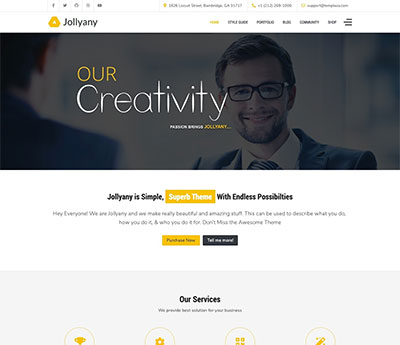 2026 Locust Street, Bainbridge, GA 31717
+1 (212)-268-1000
support@templaza.com
Jollyany
HOME STYLE GUIDE PORTFOLIO BLOG COMMUNITY SHOP
OUR
Creativity
PASSION BRINGS JOLLYANY...
Jollyany is Simple, Superb Theme With Endless Possibilties
Hey Everyone! We are Jollyany and we make really beautiful and amazing stuff. This can be used to describe what you do,
how you do it, & who you do it for. Don't Miss the Awesome Theme
Purchase Now Tell me more!
Our Services
We provide best solution for your business